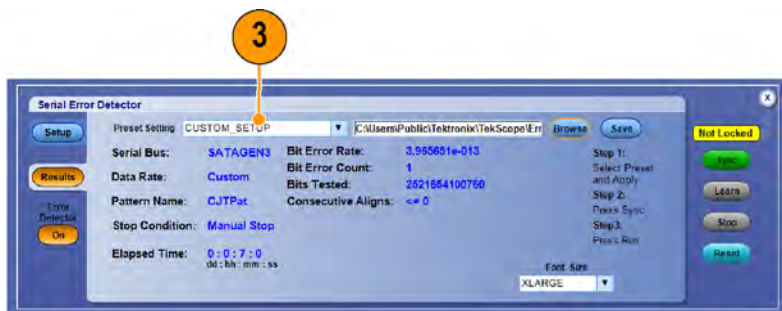 3
Serial Error Detector
Setup
Preset Setting CUSTOM_SETUP C:\Users\Public\Tektronix\TekScope\Err Browse Save
Not Locked
Serial Bus: SATAGEN3 Bit Error Rate: 3.965651e-013 Step 1:
Sync
Results
Data Rate: Custom Bit Error Count: 1 Select Preset
and Apply
Pattern Name: CJTPat Bits Tested: 2521654100760 Step 2:
Learn
Error
Detector
On
Consecutive Aligns: <= 0 Press Sync
Stop Condition: Manual Stop Step3.
Stop
Press Run
Elapsed Time: 0 : 0 : 7 : 0
dd : hh : mm : ss
Reset
Font Size
XLARGE